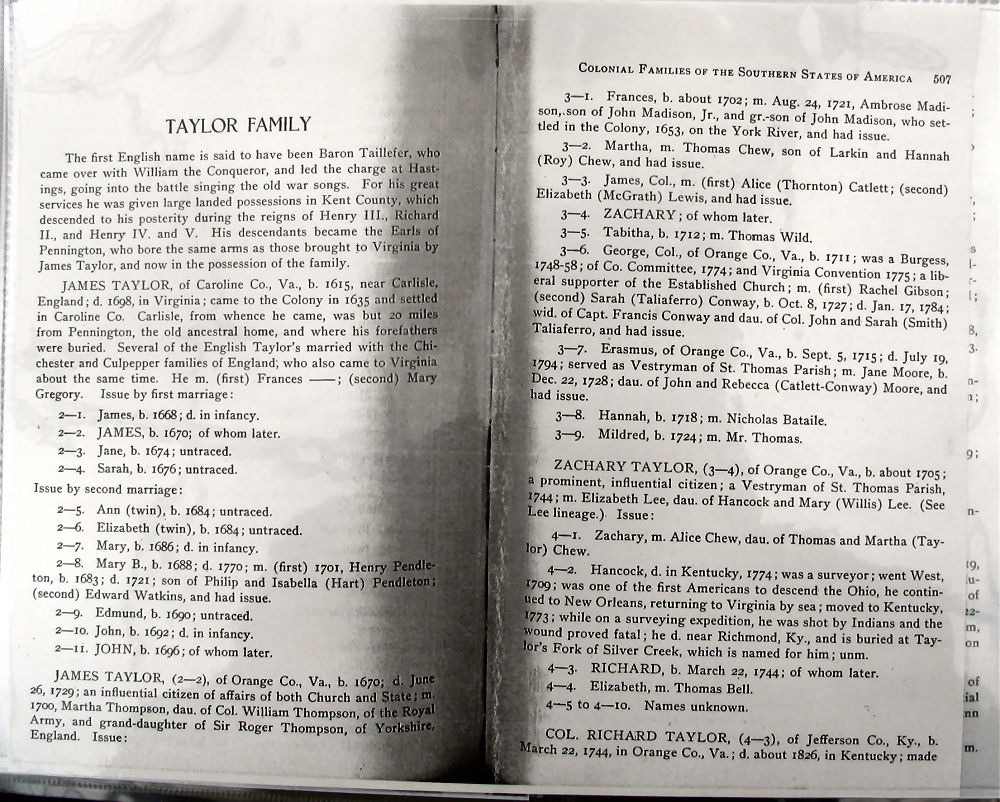 TAYLOR FAMILY
The first English name is said to have been Baron Taillefer, who
came over with William the Conqueror, and led the charge at Hast-
ings, going into the battle singing the old war songs. For his great
services he was given large landed possessions in Kent County, which
descended to his posterity during the reigns of Henry III., Richard
II., and Henry IV. and V. His descendants became the Earls of
Pennington, who bore the same arms as those brought to Virginia by
James Taylor, and now in the possession of the family.
JAMES TAYLOR, of Caroline Co., Va., b. 1615, near Carlisle,
England; d. 1698, in Virginia; came to the Colony in 1635 and settled
in Caroline Co. Carlisle, from whence he came, was but 20 miles
from Pennington, the old ancestral home, and where his forefathers
were buried. Several of the English Taylor's married with the Chi-
chester and Culpepper families of England, who also came to Virginia
about the same time. He m. (first) Frances ——; (second) Mary
Gregory. Issue by first marriage:
2—1. James, b. 1668; d. in infancy.
2—2. JAMES, b. 1670; of whom later.
2—3. Jane, b. 1674; untraced.
2—4. Sarah, b. 1676; untraced.
Issue by second marriage:
2—5. Ann (twin), b. 1684; untraced.
2—6. Elizabeth (twin), b. 1684; untraced.
2—7. Mary, b. 1686; d. in infancy.
2—8. Mary B., b. 1688; d. 1770; m. (first) 1701, Henry Pendle-
ton, b. 1683; d. 1721; son of Philip and Isabella (Hart) Pendleton;
(second) Edward Watkins, and had issue.
2—9. Edmund, b. 1690; untraced.
2—10. John, b. 1692; d. in infancy.
2—11. JOHN, b. 1696; of whom later.
JAMES TAYLOR, (2—2), of Orange Co., Va., b. 1670; d. June
26, 1729; an influential citizen of affairs of both Church and State; m.
1700, Martha Thompson, dau. of Col. William Thompson, of the Royal
Army, and grand-daughter of Sir Roger Thompson, of Yorkshire,
England. Issue:
COLONIAL FAMILIES OF THE SOUTHERN STATES OF AMERICA 507
3—1. Frances, b. about 1702; m. Aug. 24, 1721, Ambrose Madi-
son, son of John Madison, Jr., and gr.-son of John Madison, who set-
tled in the Colony, 1653, on the York River, and had issue.
3—2. Martha, m. Thomas Chew, son of Larkin and Hannah
(Roy) Chew, and had issue.
3—3. James, Col., m. (first) Alice (Thornton) Catlett; (second)
Elizabeth (McGrath) Lewis, and had issue.
3—4. ZACHARY; of whom later.
3—5. Tabitha, b. 1712; m. Thomas Wild.
3—6. George, Col., of Orange Co., Va., b. 1711; was a Burgess,
1748-58; of Co. Committee, 1774; and Virginia Convention 1775; a lib-
eral supporter of the Established Church; m. (first) Rachel Gibson;
(second) Sarah (Taliaferro) Conway, b. Oct. 8, 1727; d. Jan. 17, 1784;
wid. of Capt. Francis Conway and dau. of Col. John and Sarah (Smith)
Taliaferro, and had issue.
3—7. Erasmus, of Orange Co., Va., b. Sept. 5, 1715; d. July 19,
1794; served as Vestryman of St. Thomas Parish; m. Jane Moore, b.
Dec. 22, 1728; dau. of John and Rebecca (Catlett-Conway) Moore, and
had issue.
3—8. Hannah, b. 1718; m. Nicholas Bataile.
3—9. Mildred, b. 1724; m. Mr. Thomas.
ZACHARY TAYLOR, (3—4), of Orange Co., Va., b. about 1705;
a prominent, influential citizen; a Vestryman of St. Thomas Parish,
1744; m. Elizabeth Lee, dau. of Hancock and Mary (Willis) Lee. (See
Lee lineage.) Issue:
4—1. Zachary, m. Alice Chew, dau. of Thomas and Martha (Tay-
lor) Chew.
4—2. Hancock, d. in Kentucky, 1774; was a surveyor; went West,
1709; was one of the first Americans to descend the Ohio, he contin-
ued to New Orleans, returning to Virginia by sea; moved to Kentucky,
1773; while on a surveying expedition, he was shot by Indians and the
wound proved fatal; he d. near Richmond, Ky., and is buried at Tay-
lor's Fork of Silver Creek, which is named for him; unm.
4—3. RICHARD, b. March 22, 1744; of whom later.
4—4. Elizabeth, m. Thomas Bell.
4—5 to 4—10. Names unknown.
COL. RICHARD TAYLOR, (4—3), of Jefferson Co., Ky., b.
March 22, 1744, in Orange Co., Va.; d. about 1826, in Kentucky; made